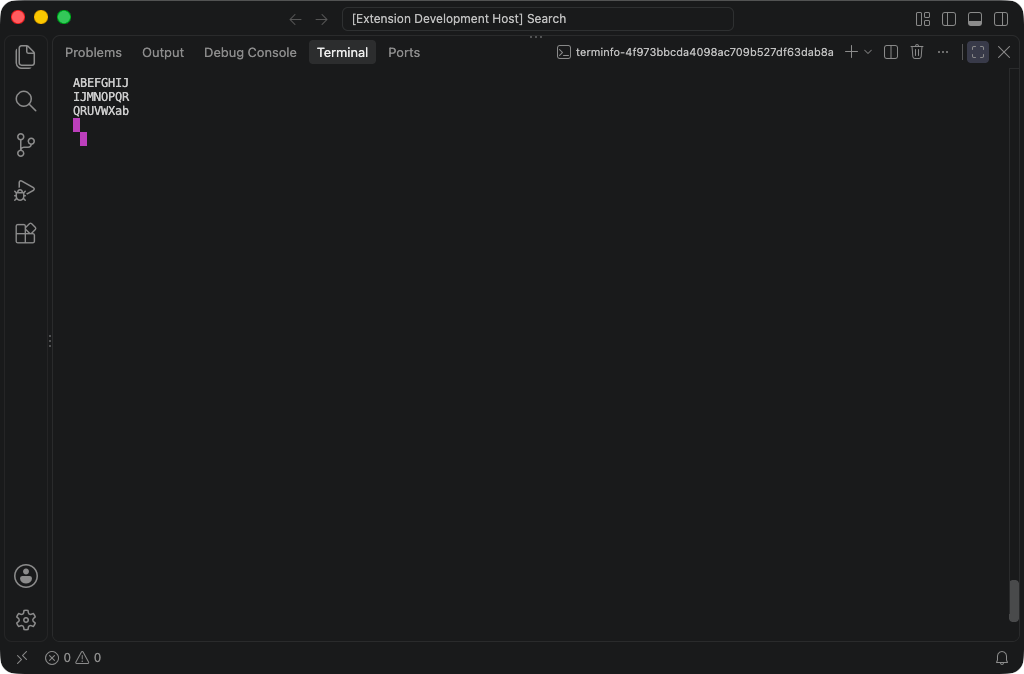 [Extension Development Host] Search
Problems Output Debug Console Terminal Ports
terminfo-4f973bbcda4098ac709b527df63dab8a
ABEFGHIJ
IJMNOPQR
QRUVWXab
0 0